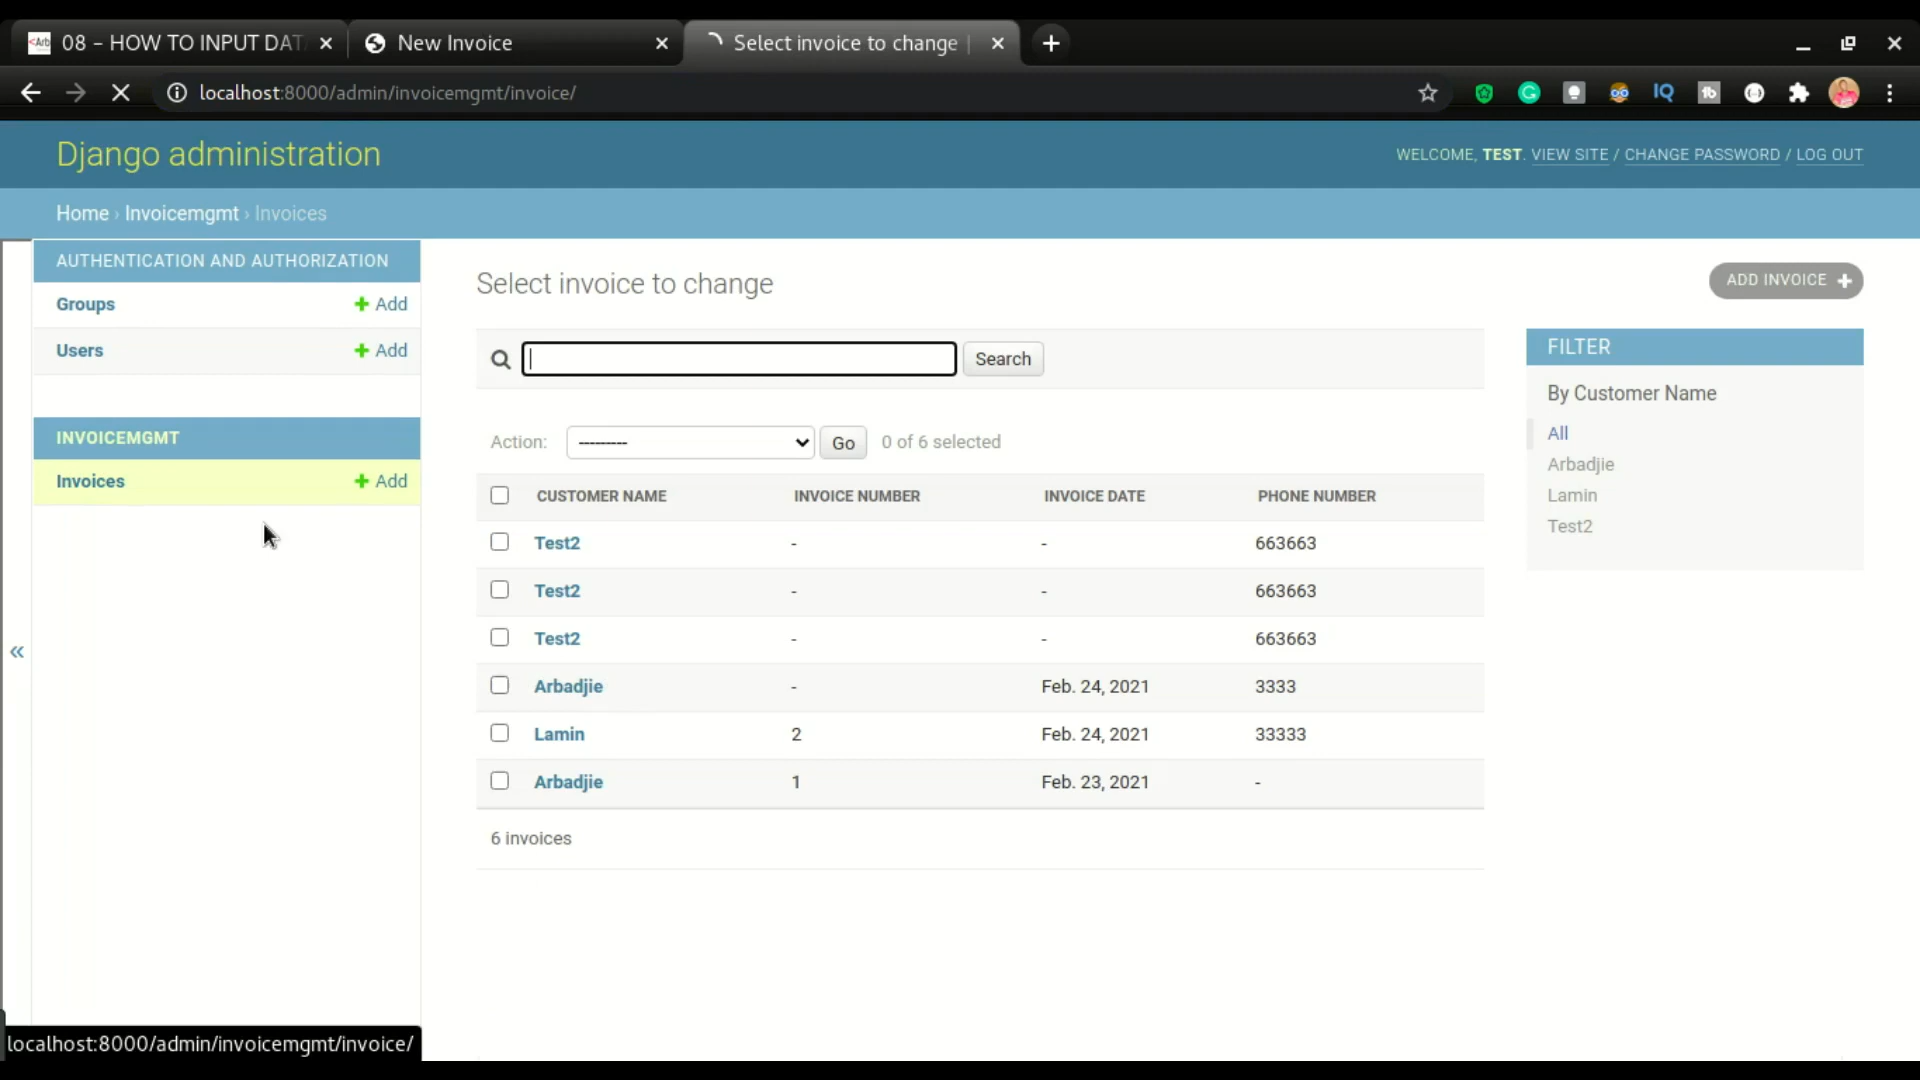 08 – HOW TO INPUT DAT
New Invoice
Select invoice to change
localhost:8000/admin/invoicemgmt/invoice/
Django administration
WELCOME, TEST. VIEW SITE / CHANGE PASSWORD / LOG OUT
Home › Invoicemgmt › Invoices
AUTHENTICATION AND AUTHORIZATION
Groups + Add
Users + Add
INVOICEMGMT
Invoices + Add
«
Select invoice to change
ADD INVOICE +
Search
Action: --------- Go 0 of 6 selected
CUSTOMER NAME INVOICE NUMBER INVOICE DATE PHONE NUMBER
Test2 - - 663663
Test2 - - 663663
Test2 - - 663663
Arbadjie - Feb. 24, 2021 3333
Lamin 2 Feb. 24, 2021 33333
Arbadjie 1 Feb. 23, 2021 -
6 invoices
FILTER
By Customer Name
All
Arbadjie
Lamin
Test2
localhost:8000/admin/invoicemgmt/invoice/